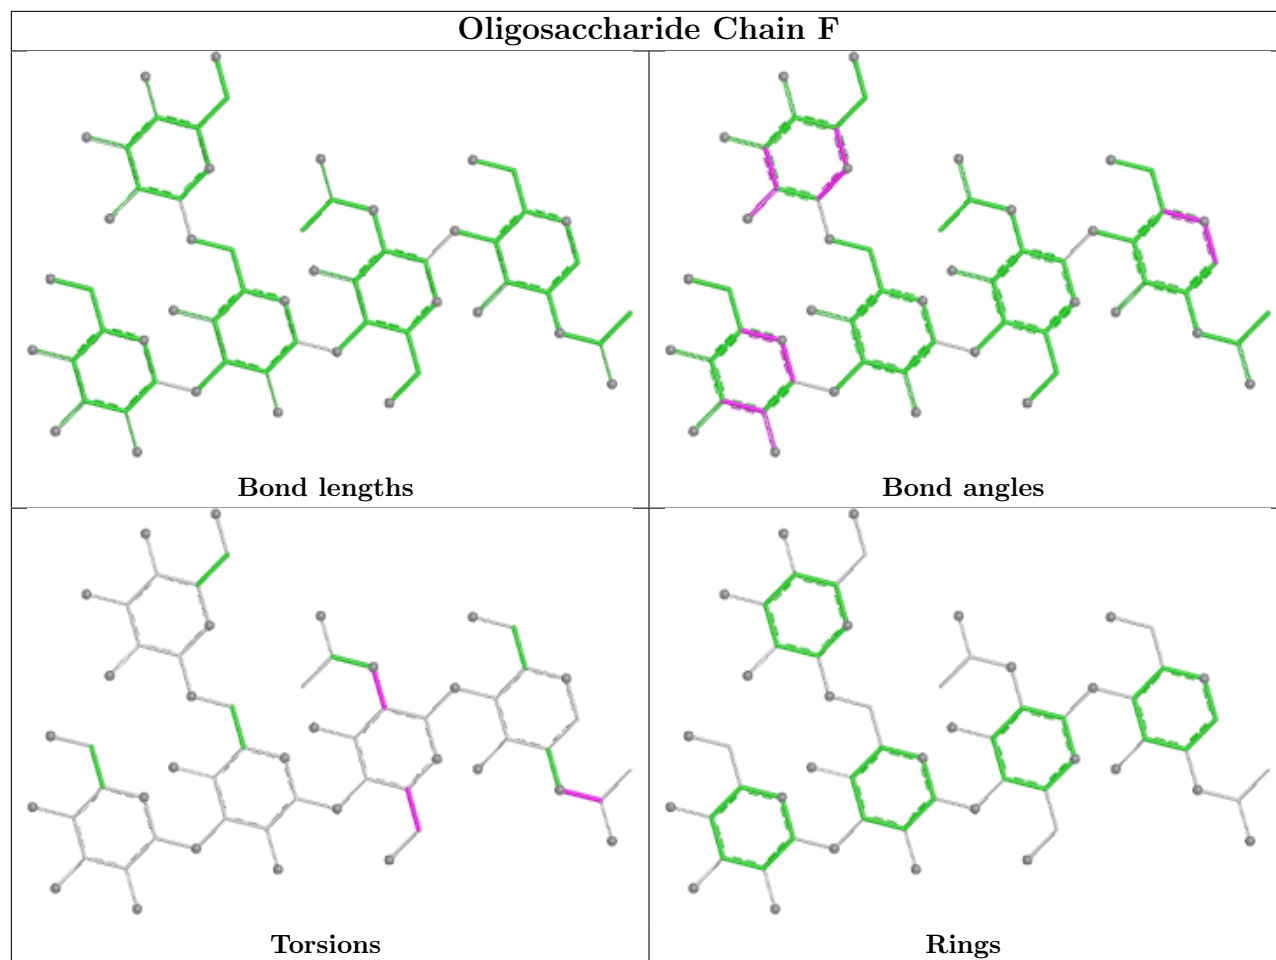 Oligosaccharide Chain F
Bond lengths
Bond angles
Torsions
Rings